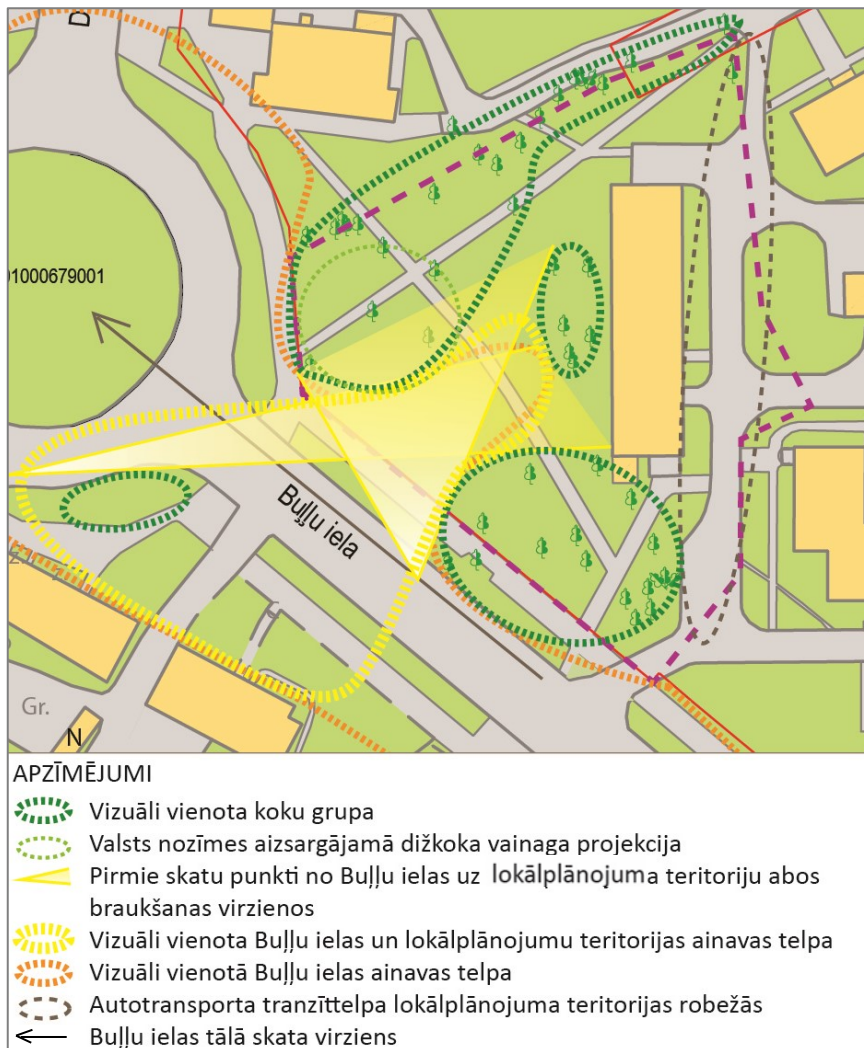 D
01000679001
Buļļu iela
Gr.
N
APZĪMĒJUMI
Vizuāli vienota koku grupa
Valsts nozīmes aizsargājamā dižkoka vainaga projekcija
Pirmie skatu punkti no Buļļu ielas uz lokālplānojuma teritoriju abos
braukšanas virzienos
Vizuāli vienota Buļļu ielas un lokālplānojumu teritorijas ainavas telpa
Vizuāli vienotā Buļļu ielas ainavas telpa
Autotransporta tranzīttelpa lokālplānojuma teritorijas robežās
Buļļu ielas tālā skata virziens